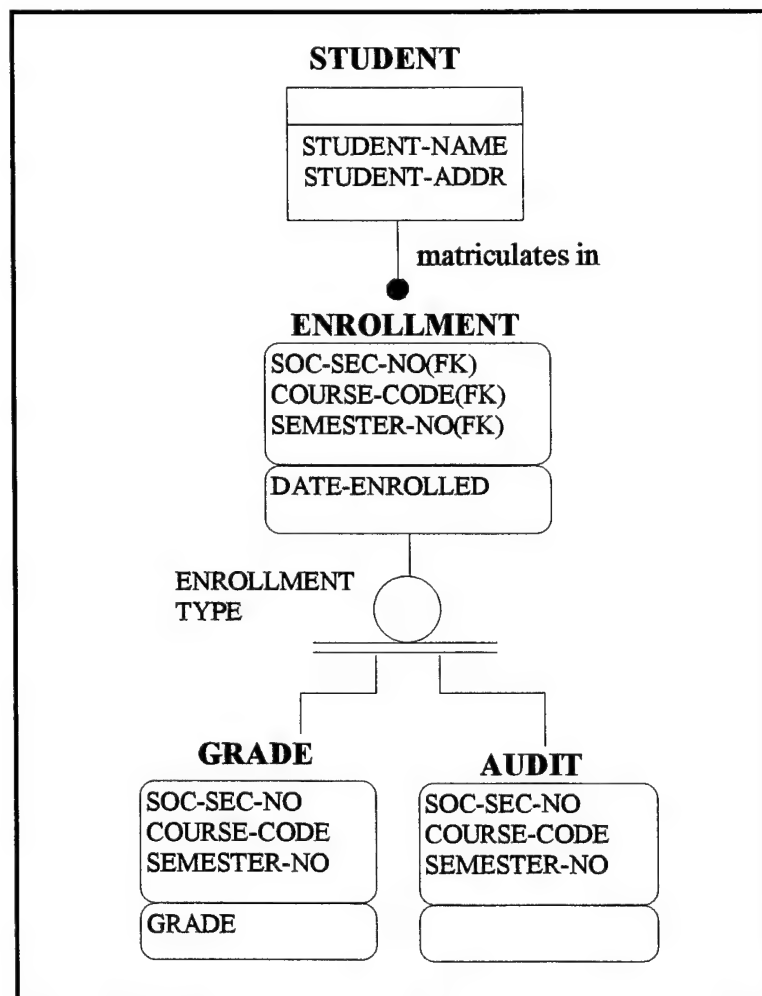 STUDENT
STUDENT-NAME
STUDENT-ADDR
matriculates in
ENROLLMENT
SOC-SEC-NO(FK)
COURSE-CODE(FK)
SEMESTER-NO(FK)
DATE-ENROLLED
ENROLLMENT
TYPE
GRADE
SOC-SEC-NO
COURSE-CODE
SEMESTER-NO
GRADE
AUDIT
SOC-SEC-NO
COURSE-CODE
SEMESTER-NO